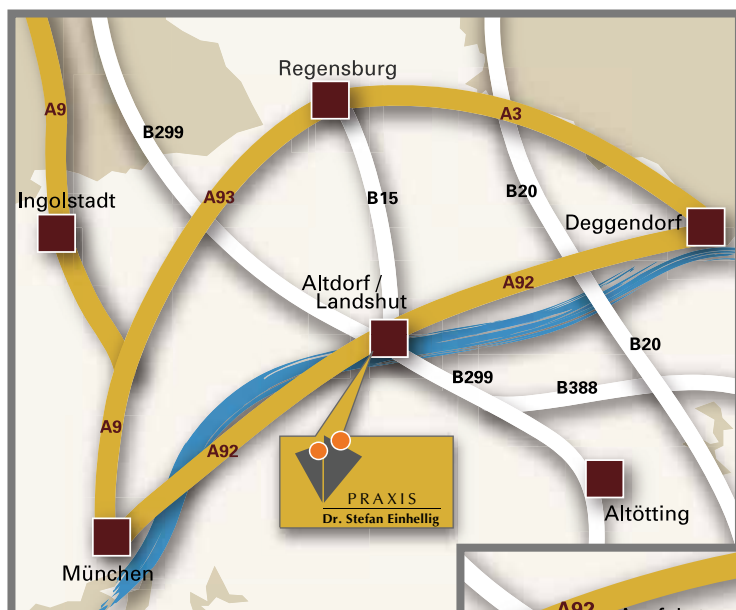 Regensburg
A9
A3
B299
A93
B15
B20
Ingolstadt
Deggendorf
Altdorf /
Landshut
A92
B20
B299
B388
A9
A92
PRAXIS
Dr. Stefan Einhellig
Altötting
München
A92